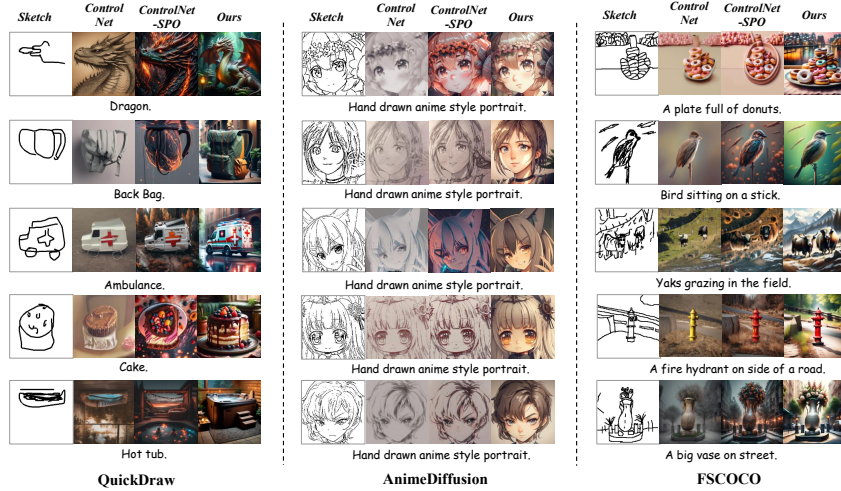 Sketch Control Net ControlNet -SPO Ours
Dragon.
Back Bag.
Ambulance.
Cake.
Hot tub.
QuickDraw
Sketch Control Net ControlNet -SPO Ours
Hand drawn anime style portrait.
Hand drawn anime style portrait.
Hand drawn anime style portrait.
Hand drawn anime style portrait.
Hand drawn anime style portrait.
AnimeDiffusion
Sketch Control Net ControlNet -SPO Ours
A plate full of donuts.
Bird sitting on a stick.
Yaks grazing in the field.
A fire hydrant on side of a road.
A big vase on street.
FSCOCO